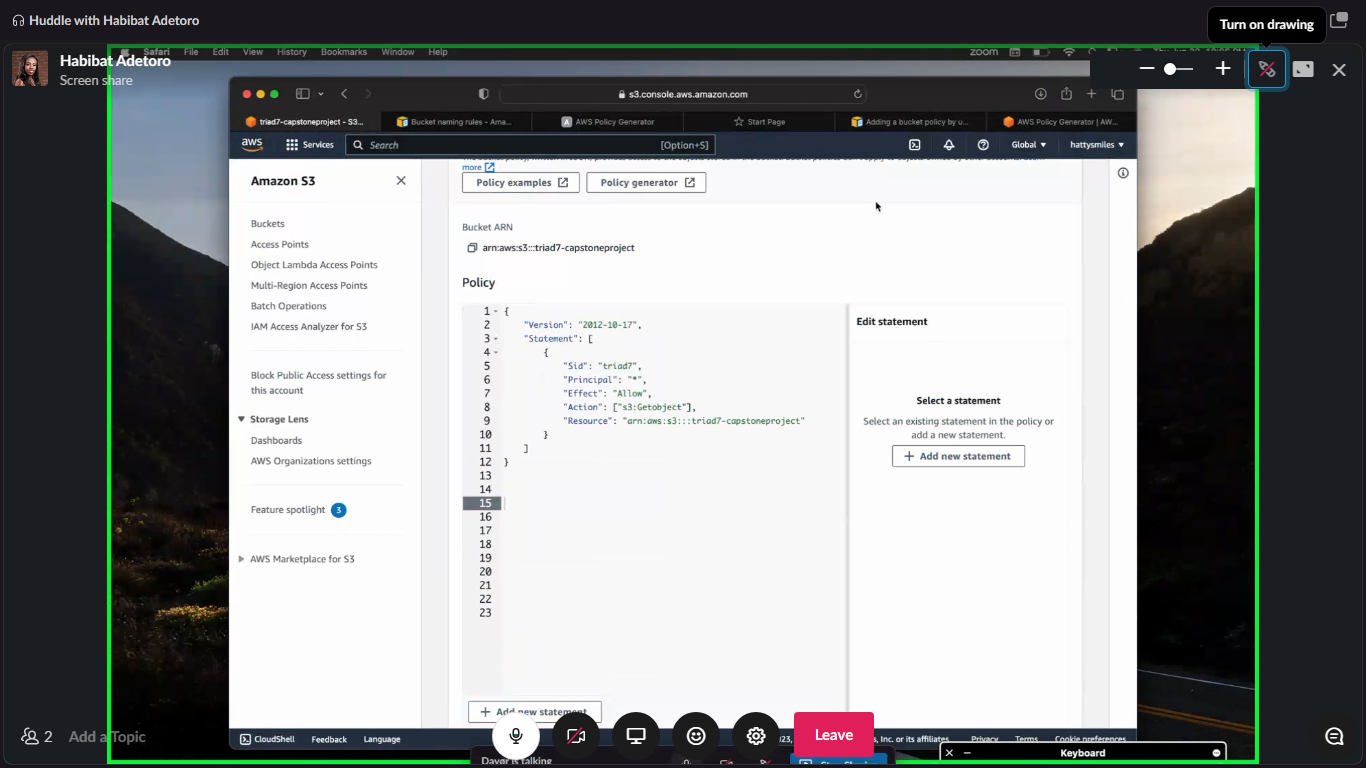 Huddle with Habibat Adetoro
Turn on drawing
Habibat Adetoro
Screen share
Safari File Edit View History Bookmarks Window Help
zoom
s3.console.aws.amazon.com
triad7-capstoneproject - S3...
Bucket naming rules - Ama...
AWS Policy Generator
Start Page
Adding a bucket policy by u...
AWS Policy Generator | AW...
aws
Services
Search
[Option+S]
Global
hattysmiles
Amazon S3
Buckets
Access Points
Object Lambda Access Points
Multi-Region Access Points
Batch Operations
IAM Access Analyzer for S3
Block Public Access settings for
this account
Storage Lens
Dashboards
AWS Organizations settings
Feature spotlight 3
AWS Marketplace for S3
more
Policy examples
Policy generator
Bucket ARN
arn:aws:s3:::triad7-capstoneproject
Policy
1 {
2 "Version": "2012-10-17",
3 "Statement": [
4 {
5 "Sid": "triad7",
6 "Principal": "*",
7 "Effect": "Allow",
8 "Action": ["s3:Getobject"],
9 "Resource": "arn:aws:s3:::triad7-capstoneproject"
10 }
11 ]
12 }
13
14
15
16
17
18
19
20
21
22
23
Edit statement
Select a statement
Select an existing statement in the policy or
add a new statement.
+ Add new statement
+ Add new statement
CloudShell
Feedback
Language
Inc. or its affiliates.
Privacy
Terms
Cookie preferences
2
Add a Topic
Leave
Keyboard
is talking